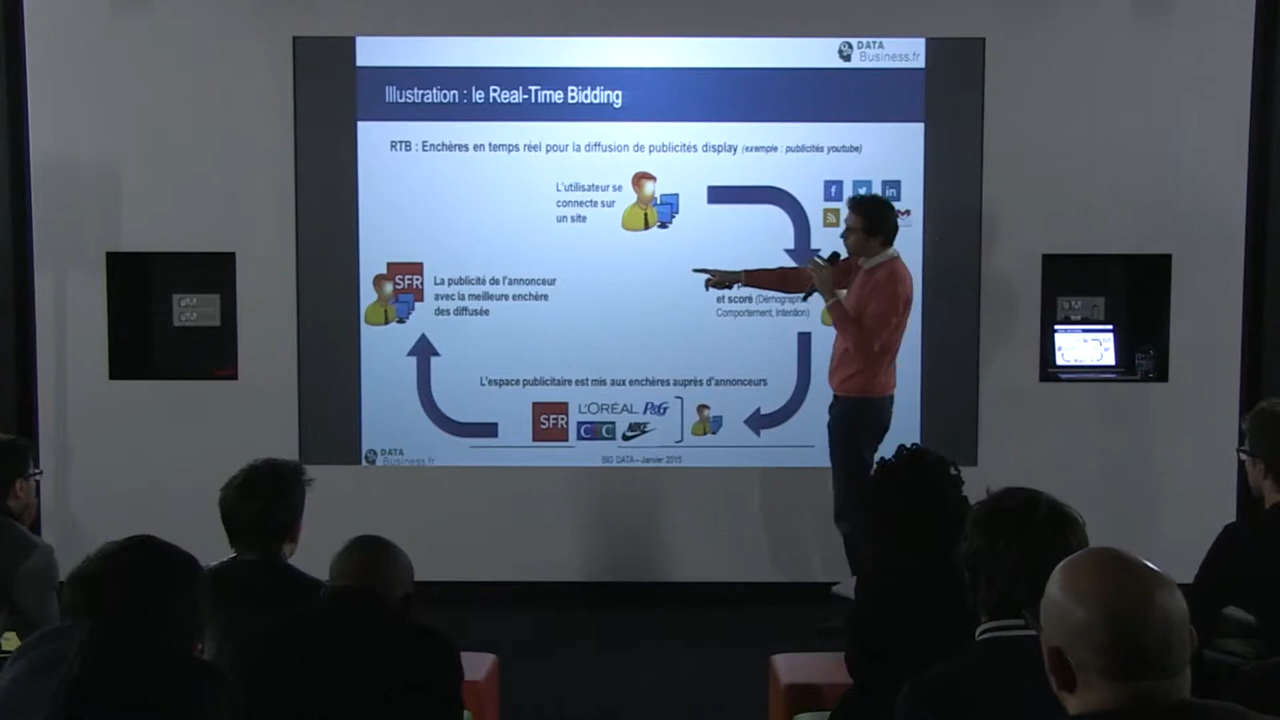 DATA
Business.fr
Illustration : le Real-Time Bidding
RTB : Enchères en temps réel pour la diffusion de publicités display (exemple : publicités youtube)
L'utilisateur se
connecte sur
un site
f
in
SFR
La publicité de l'annonceur
avec la meilleure enchère
des diffusée
et scoré (Démographie,
Comportement, Intention)
L'espace publicitaire est mis aux enchères auprès d'annonceurs
SFR
L'ORÉAL
P&G
CIC
NIKE
DATA
Business.fr
BIG DATA – Janvier 2015